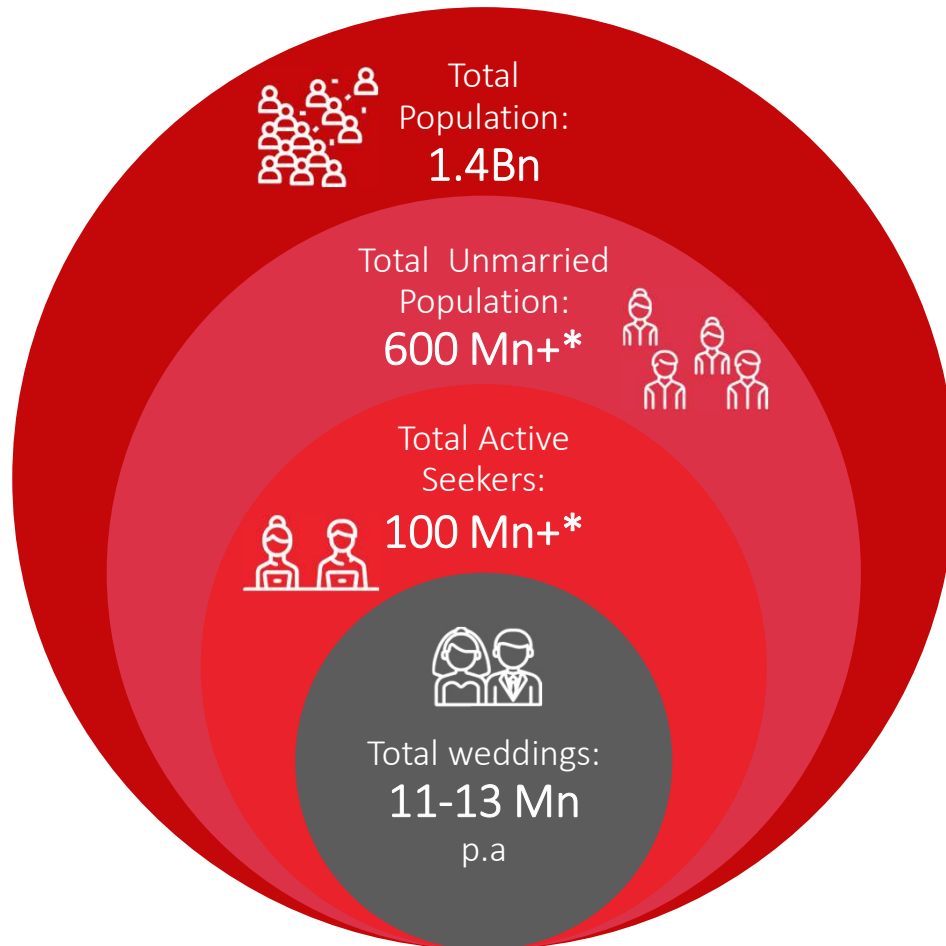 Total
Population:
1.4Bn
Total Unmarried
Population:
600 Mn+*
Total Active
Seekers:
100 Mn+*
Total weddings:
11-13 Mn
p.a